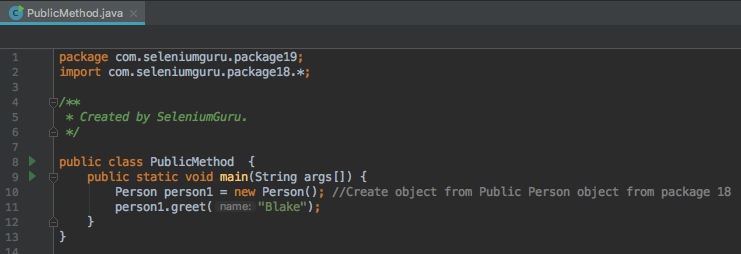 PublicMethod.java
1 package com.seleniumguru.package19;
2 import com.seleniumguru.package18.*;
3
4 /**
5 * Created by SeleniumGuru.
6 */
7
8 public class PublicMethod  {
9 public static void main(String args[]) {
10 Person person1 = new Person(); //Create object from Public Person object from package 18
11 person1.greet( name: "Blake");
12 }
13 }
14